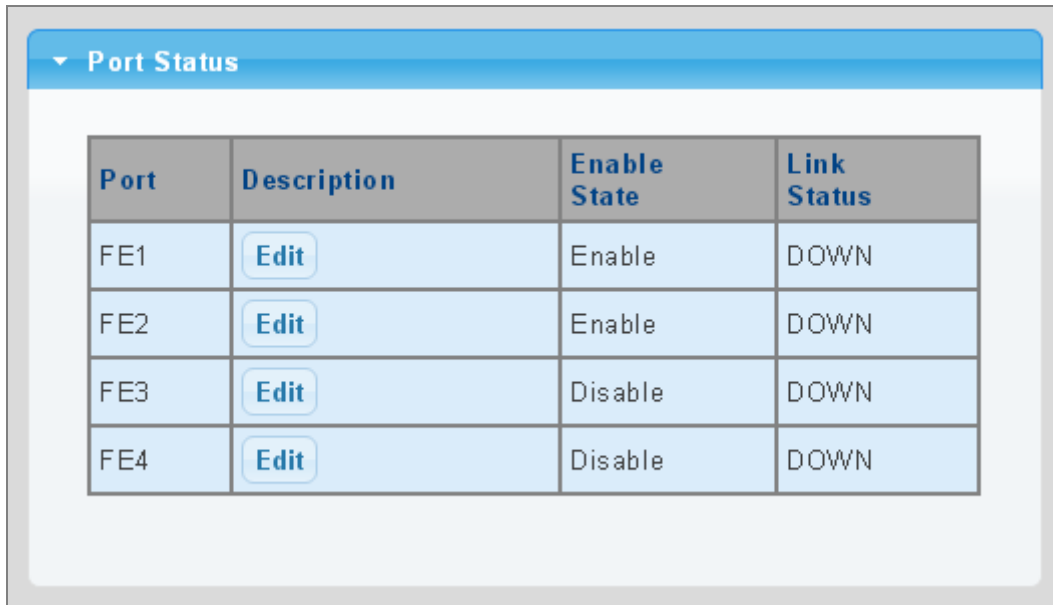 Port Status
Port Description Enable State Link Status
FE1 Edit Enable DOWN
FE2 Edit Enable DOWN
FE3 Edit Disable DOWN
FE4 Edit Disable DOWN